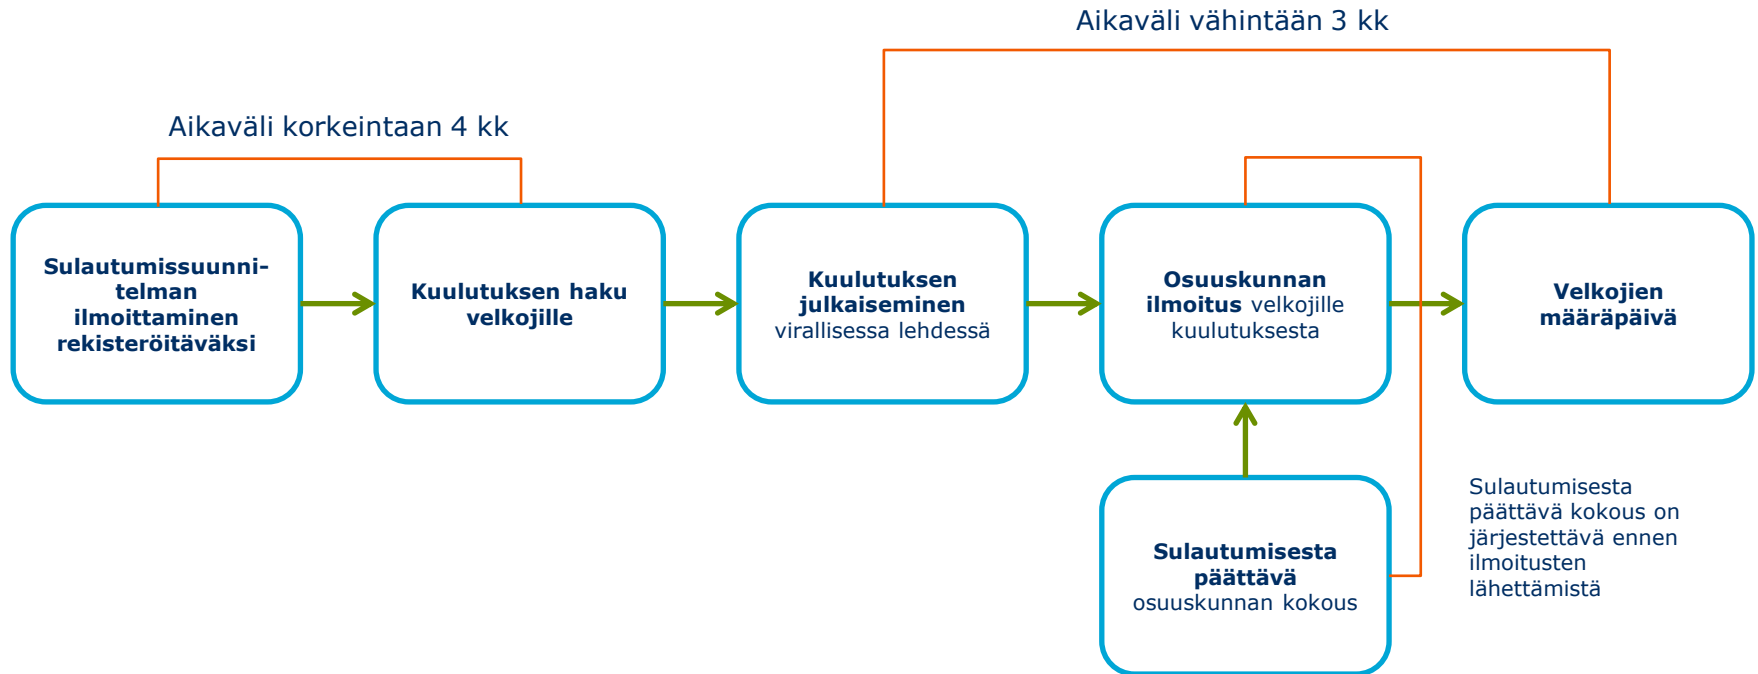 Aikaväli vähintään 3 kk
Aikaväli korkeintaan 4 kk
Sulautumissuunni-
telman
ilmoittaminen
rekisteröitäväksi
Kuulutuksen haku
velkojille
Kuulutuksen
julkaiseminen
virallisessa lehdessä
Osuuskunnan
ilmoitus velkojille
kuulutuksesta
Velkojien
määräpäivä
Sulautumisesta
päättävä
osuuskunnan kokous
Sulautumisesta
päättävä kokous on
järjestettävä ennen
ilmoitusten
lähettämistä